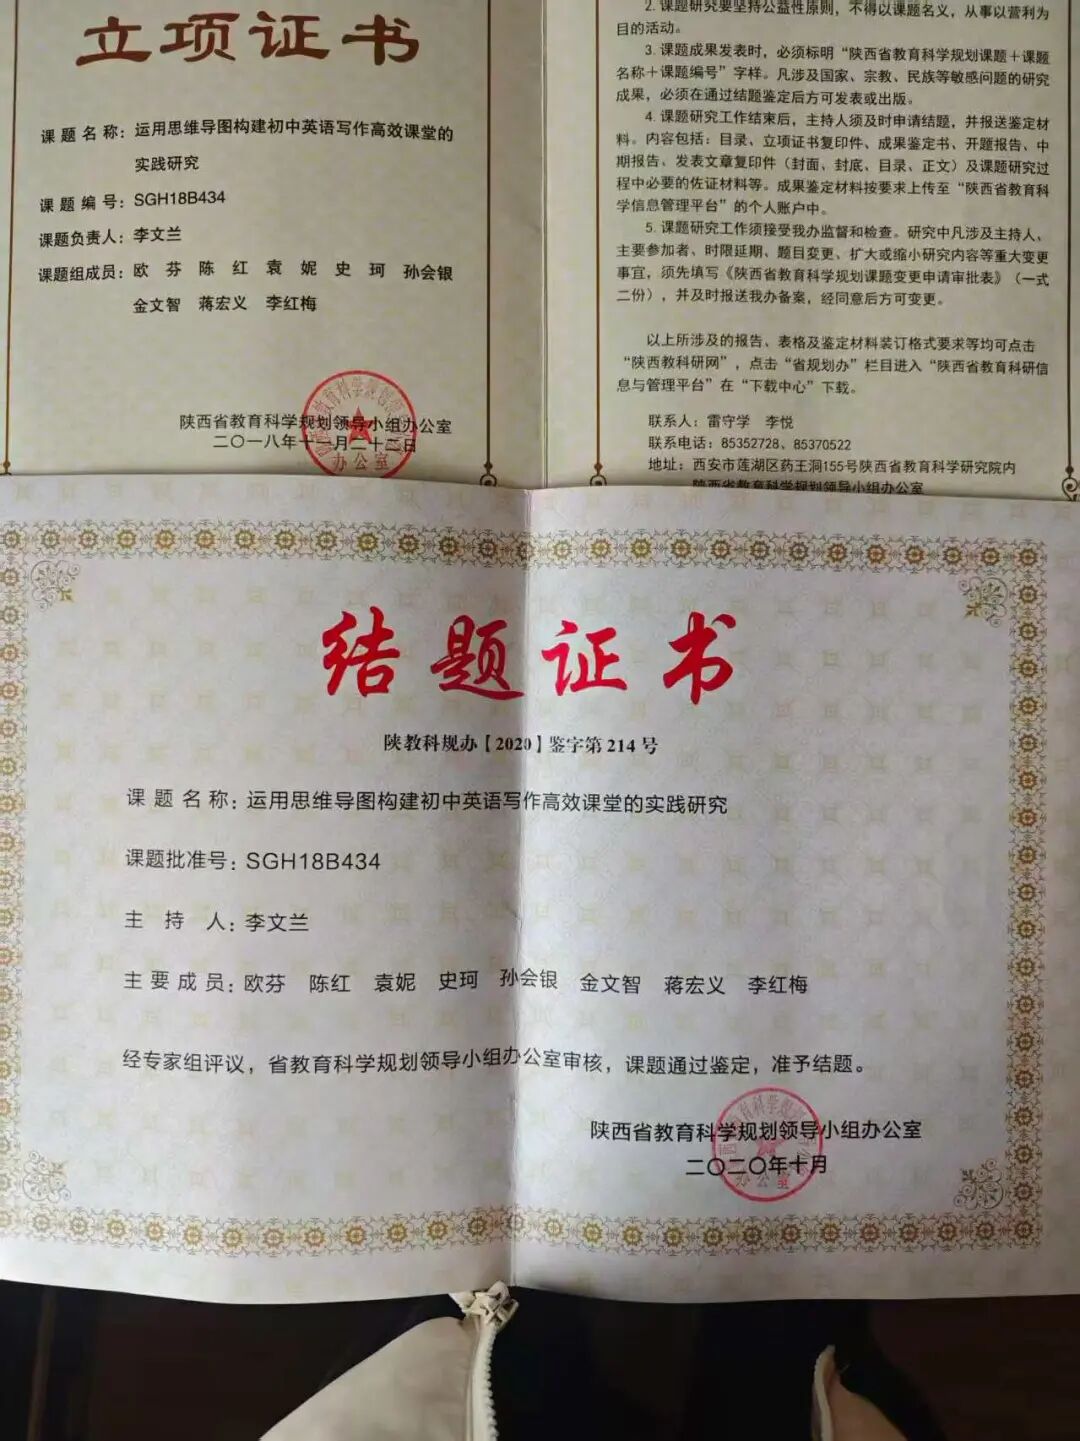 立项证书
课题名称：运用思维导图构建初中英语写作高效课堂的
实践研究
课题编号：SGH18B434
课题负责人：李文兰
课题组成员：欧芬 陈红 袁妮 史珂 孙会银
金文智 蒋宏义 李红梅
陕西省教育科学规划领导小组办公室
二〇一八年十一月二十二日
办公室
2. 课题研究要坚持公益性原则，不得以课题名义，从事以营利为
目的活动。
3. 课题成果发表时，必须标明“陕西省教育科学规划课题＋课题
名称＋课题编号”字样。凡涉及国家、宗教、民族等敏感问题的研究
成果，必须在通过结题鉴定后方可发表或出版。
4. 课题研究工作结束后，主持人须及时申请结题，并报送鉴定材
料。内容包括：目录、立项证书复印件、成果鉴定书、开题报告、中
期报告、发表文章复印件（封面、封底、目录、正文）及课题研究过
程中必要的佐证材料等。成果鉴定材料按要求上传至“陕西省教育科
学信息管理平台”的个人账户中。
5. 课题研究工作须接受我办监督和检查。研究中凡涉及主持人、
主要参加者、时限延期、题目变更、扩大或缩小研究内容等重大变更
事宜，须先填写《陕西省教育科学规划课题变更申请审批表》（一式
二份），并及时报送我办备案，经同意后方可变更。
以上所涉及的报告、表格及鉴定材料装订格式要求等均可点击
“陕西教科研网”，点击“省规划办”栏目进入“陕西省教育科研信
息与管理平台”在“下载中心”下载。
联系人：雷守学 李悦
联系电话：85352728、85370522
地址：西安市莲湖区药王洞155号陕西省教育科学研究院内
陕西省教育科学规划领导小组办公室
结题证书
陕教科规办【2020】鉴字第214号
课题名称：运用思维导图构建初中英语写作高效课堂的实践研究
课题批准号：SGH18B434
主持人：李文兰
主要成员：欧芬 陈红 袁妮 史珂 孙会银 金文智 蒋宏义 李红梅
经专家组评议，省教育科学规划领导小组办公室审核，课题通过鉴定，准予结题。
陕西省教育科学规划领导小组办公室
二〇二〇年十月
办公室